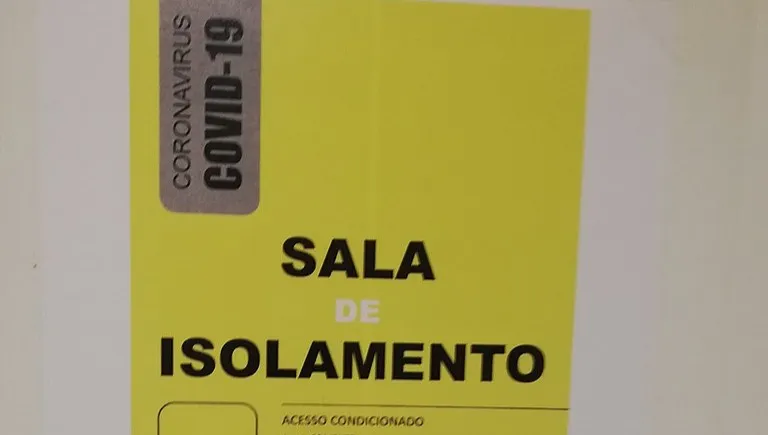 CORONAVIRUS
COVID-19
SALA
DE
ISOLAMENTO
ACESSO CONDICIONADO